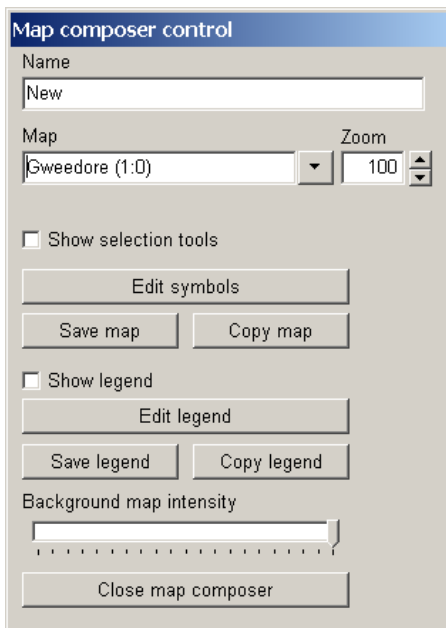 Map composer control
Name
New
Map Zoom
Gweedore (1:0) 100
Show selection tools
Edit symbols
Save map Copy map
Show legend
Edit legend
Save legend Copy legend
Background map intensity
Close map composer